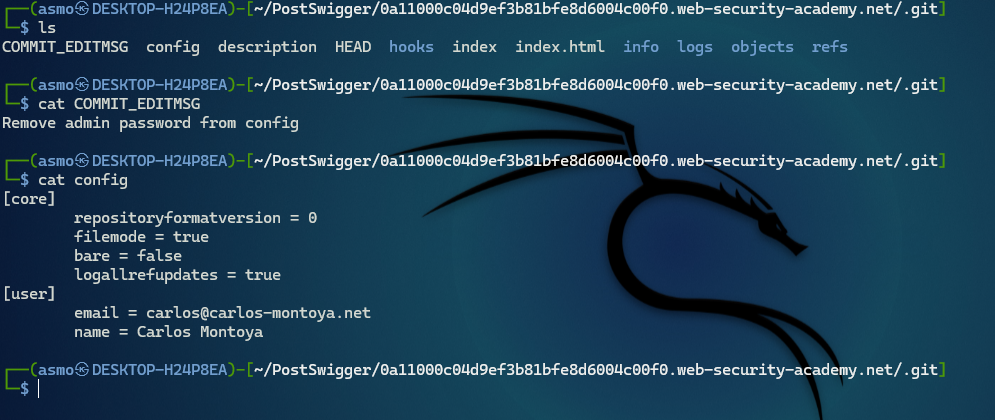 ┌──(asmo㉿DESKTOP-H24P8EA)-[~/PostSwigger/0a11000c04d9ef3b81bfe8d6004c00f0.web-security-academy.net/.git]
└─$ ls
COMMIT_EDITMSG  config  description  HEAD  hooks  index  index.html  info  logs  objects  refs
┌──(asmo㉿DESKTOP-H24P8EA)-[~/PostSwigger/0a11000c04d9ef3b81bfe8d6004c00f0.web-security-academy.net/.git]
└─$ cat COMMIT_EDITMSG
Remove admin password from config
┌──(asmo㉿DESKTOP-H24P8EA)-[~/PostSwigger/0a11000c04d9ef3b81bfe8d6004c00f0.web-security-academy.net/.git]
└─$ cat config
[core]
        repositoryformatversion = 0
        filemode = true
        bare = false
        logallrefupdates = true
[user]
        email = carlos@carlos-montoya.net
        name = Carlos Montoya
┌──(asmo㉿DESKTOP-H24P8EA)-[~/PostSwigger/0a11000c04d9ef3b81bfe8d6004c00f0.web-security-academy.net/.git]
└─$